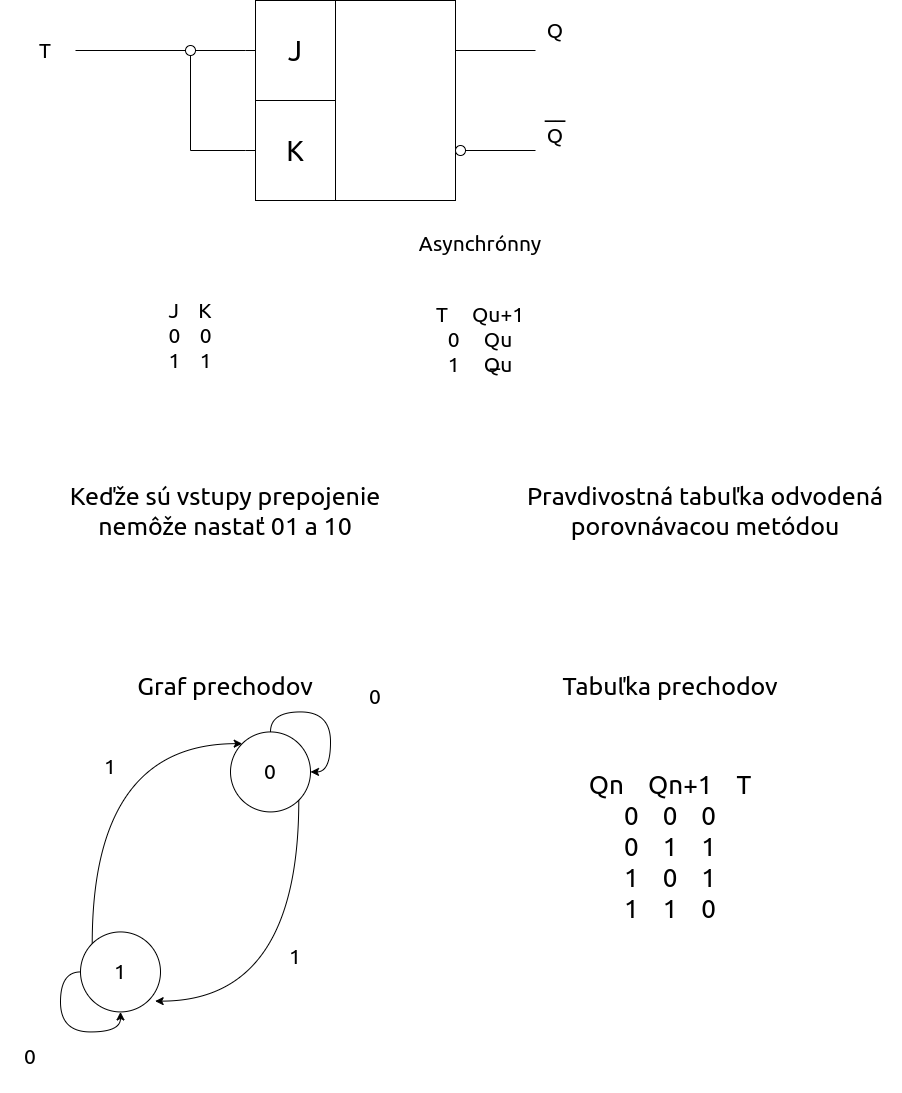 T
J
Q
K
Q
Asynchrónny
J K
0 0
1 1
T Qu+1
0 Qu
1 Qu
Keďže sú vstupy prepojenie
nemôže nastať 01 a 10
Pravdivostná tabuľka odvodená
porovnávacou metódou
Graf prechodov
0
1
0
1
1
0
Tabuľka prechodov
Qn Qn+1 T
0 0 0
0 1 1
1 0 1
1 1 0